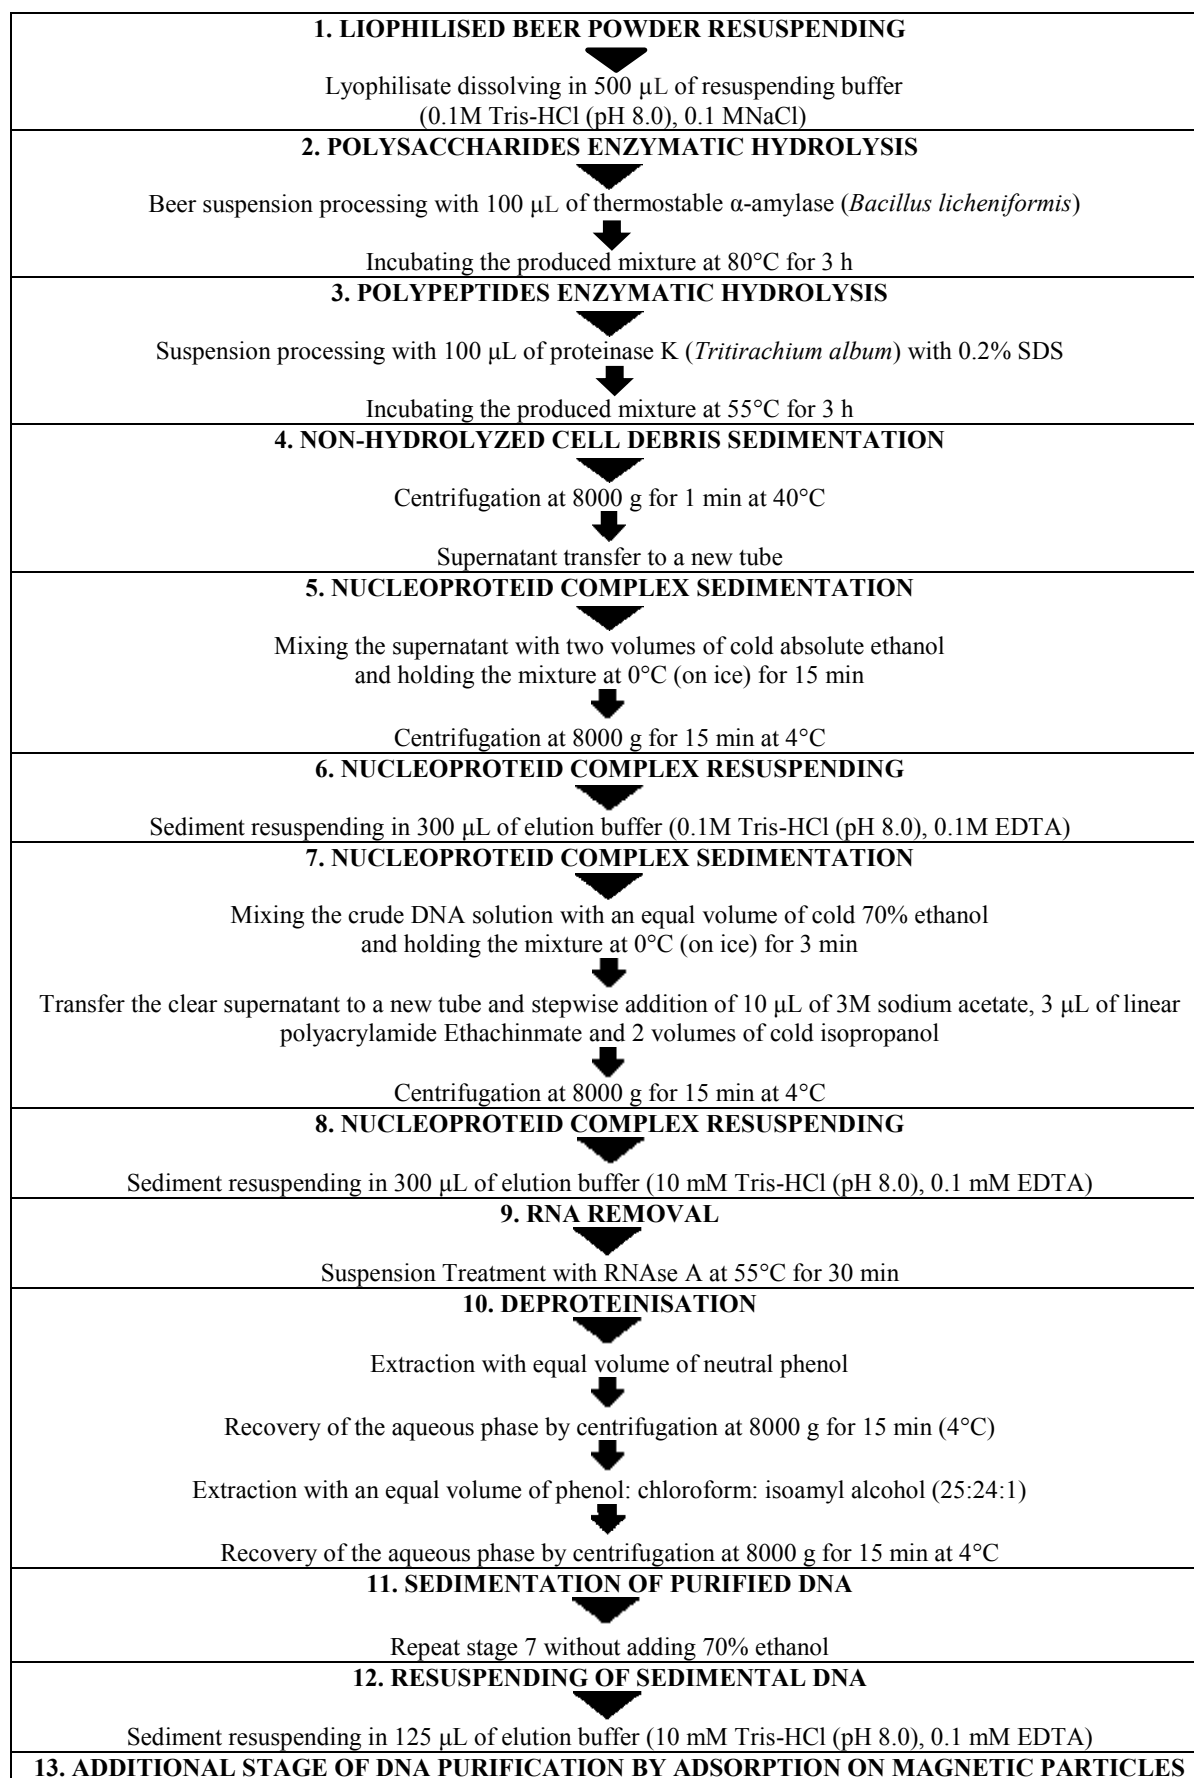 1. LIOPHILISED BEER POWDER RESUSPENDING
Lyophilisate dissolving in 500 µL of resuspending buffer
(0.1M Tris-HCl (pH 8.0), 0.1 MNaCl)
2. POLYSACCHARIDES ENZYMATIC HYDROLYSIS
Beer suspension processing with 100 µL of thermostable α-amylase (Bacillus licheniformis)
Incubating the produced mixture at 80°C for 3 h
3. POLYPEPTIDES ENZYMATIC HYDROLYSIS
Suspension processing with 100 µL of proteinase K (Tritirachium album) with 0.2% SDS
Incubating the produced mixture at 55°C for 3 h
4. NON-HYDROLYZED CELL DEBRIS SEDIMENTATION
Centrifugation at 8000 g for 1 min at 40°C
Supernatant transfer to a new tube
5. NUCLEOPROTEID COMPLEX SEDIMENTATION
Mixing the supernatant with two volumes of cold absolute ethanol
and holding the mixture at 0°C (on ice) for 15 min
Centrifugation at 8000 g for 15 min at 4°C
6. NUCLEOPROTEID COMPLEX RESUSPENDING
Sediment resuspending in 300 µL of elution buffer (0.1M Tris-HCl (pH 8.0), 0.1M EDTA)
7. NUCLEOPROTEID COMPLEX SEDIMENTATION
Mixing the crude DNA solution with an equal volume of cold 70% ethanol
and holding the mixture at 0°C (on ice) for 3 min
Transfer the clear supernatant to a new tube and stepwise addition of 10 µL of 3M sodium acetate, 3 µL of linear
polyacrylamide Ethachinmate and 2 volumes of cold isopropanol
Centrifugation at 8000 g for 15 min at 4°C
8. NUCLEOPROTEID COMPLEX RESUSPENDING
Sediment resuspending in 300 µL of elution buffer (10 mM Tris-HCl (pH 8.0), 0.1 mM EDTA)
9. RNA REMOVAL
Suspension Treatment with RNAse A at 55°C for 30 min
10. DEPROTEINISATION
Extraction with equal volume of neutral phenol
Recovery of the aqueous phase by centrifugation at 8000 g for 15 min (4°C)
Extraction with an equal volume of phenol: chloroform: isoamyl alcohol (25:24:1)
Recovery of the aqueous phase by centrifugation at 8000 g for 15 min at 4°C
11. SEDIMENTATION OF PURIFIED DNA
Repeat stage 7 without adding 70% ethanol
12. RESUSPENDING OF SEDIMENTAL DNA
Sediment resuspending in 125 µL of elution buffer (10 mM Tris-HCl (pH 8.0), 0.1 mM EDTA)
13. ADDITIONAL STAGE OF DNA PURIFICATION BY ADSORPTION ON MAGNETIC PARTICLES